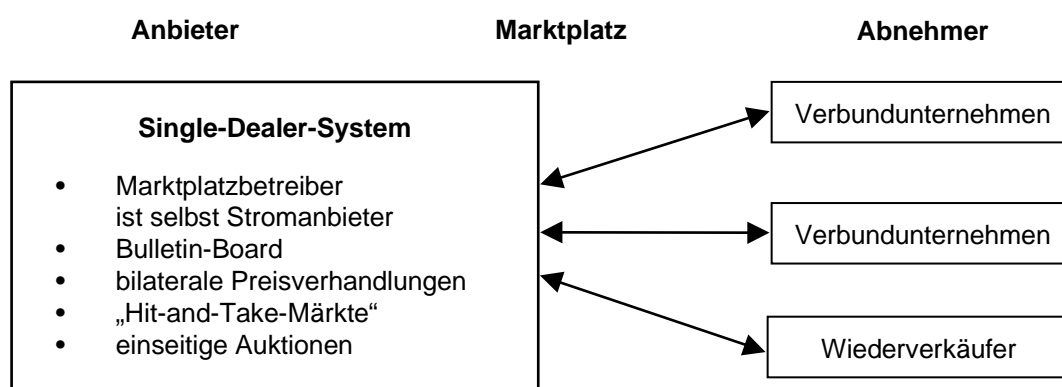 Anbieter Marktplatz Abnehmer
Single-Dealer-System
• Marktplatzbetreiber
ist selbst Stromanbieter
• Bulletin-Board
• bilaterale Preisverhandlungen
• „Hit-and-Take-Märkte“
• einseitige Auktionen
Verbundunternehmen
Verbundunternehmen
Wiederverkäufer